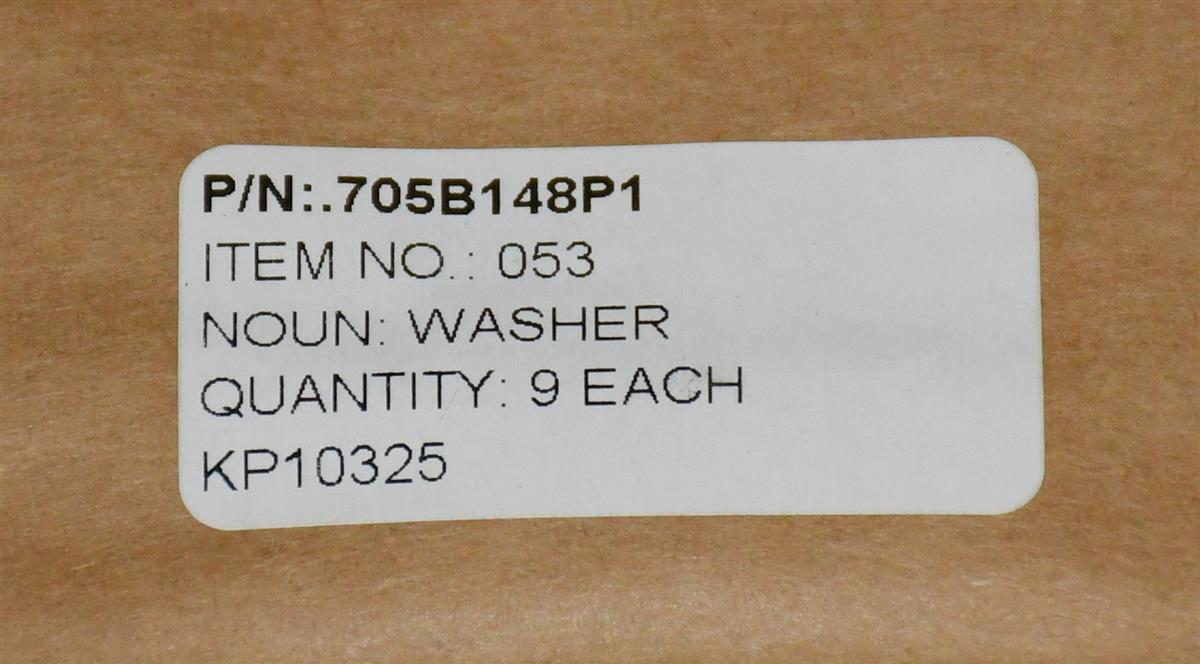 P/N:.705B148P1
ITEM NO.: 053
NOUN: WASHER
QUANTITY: 9 EACH
KP10325